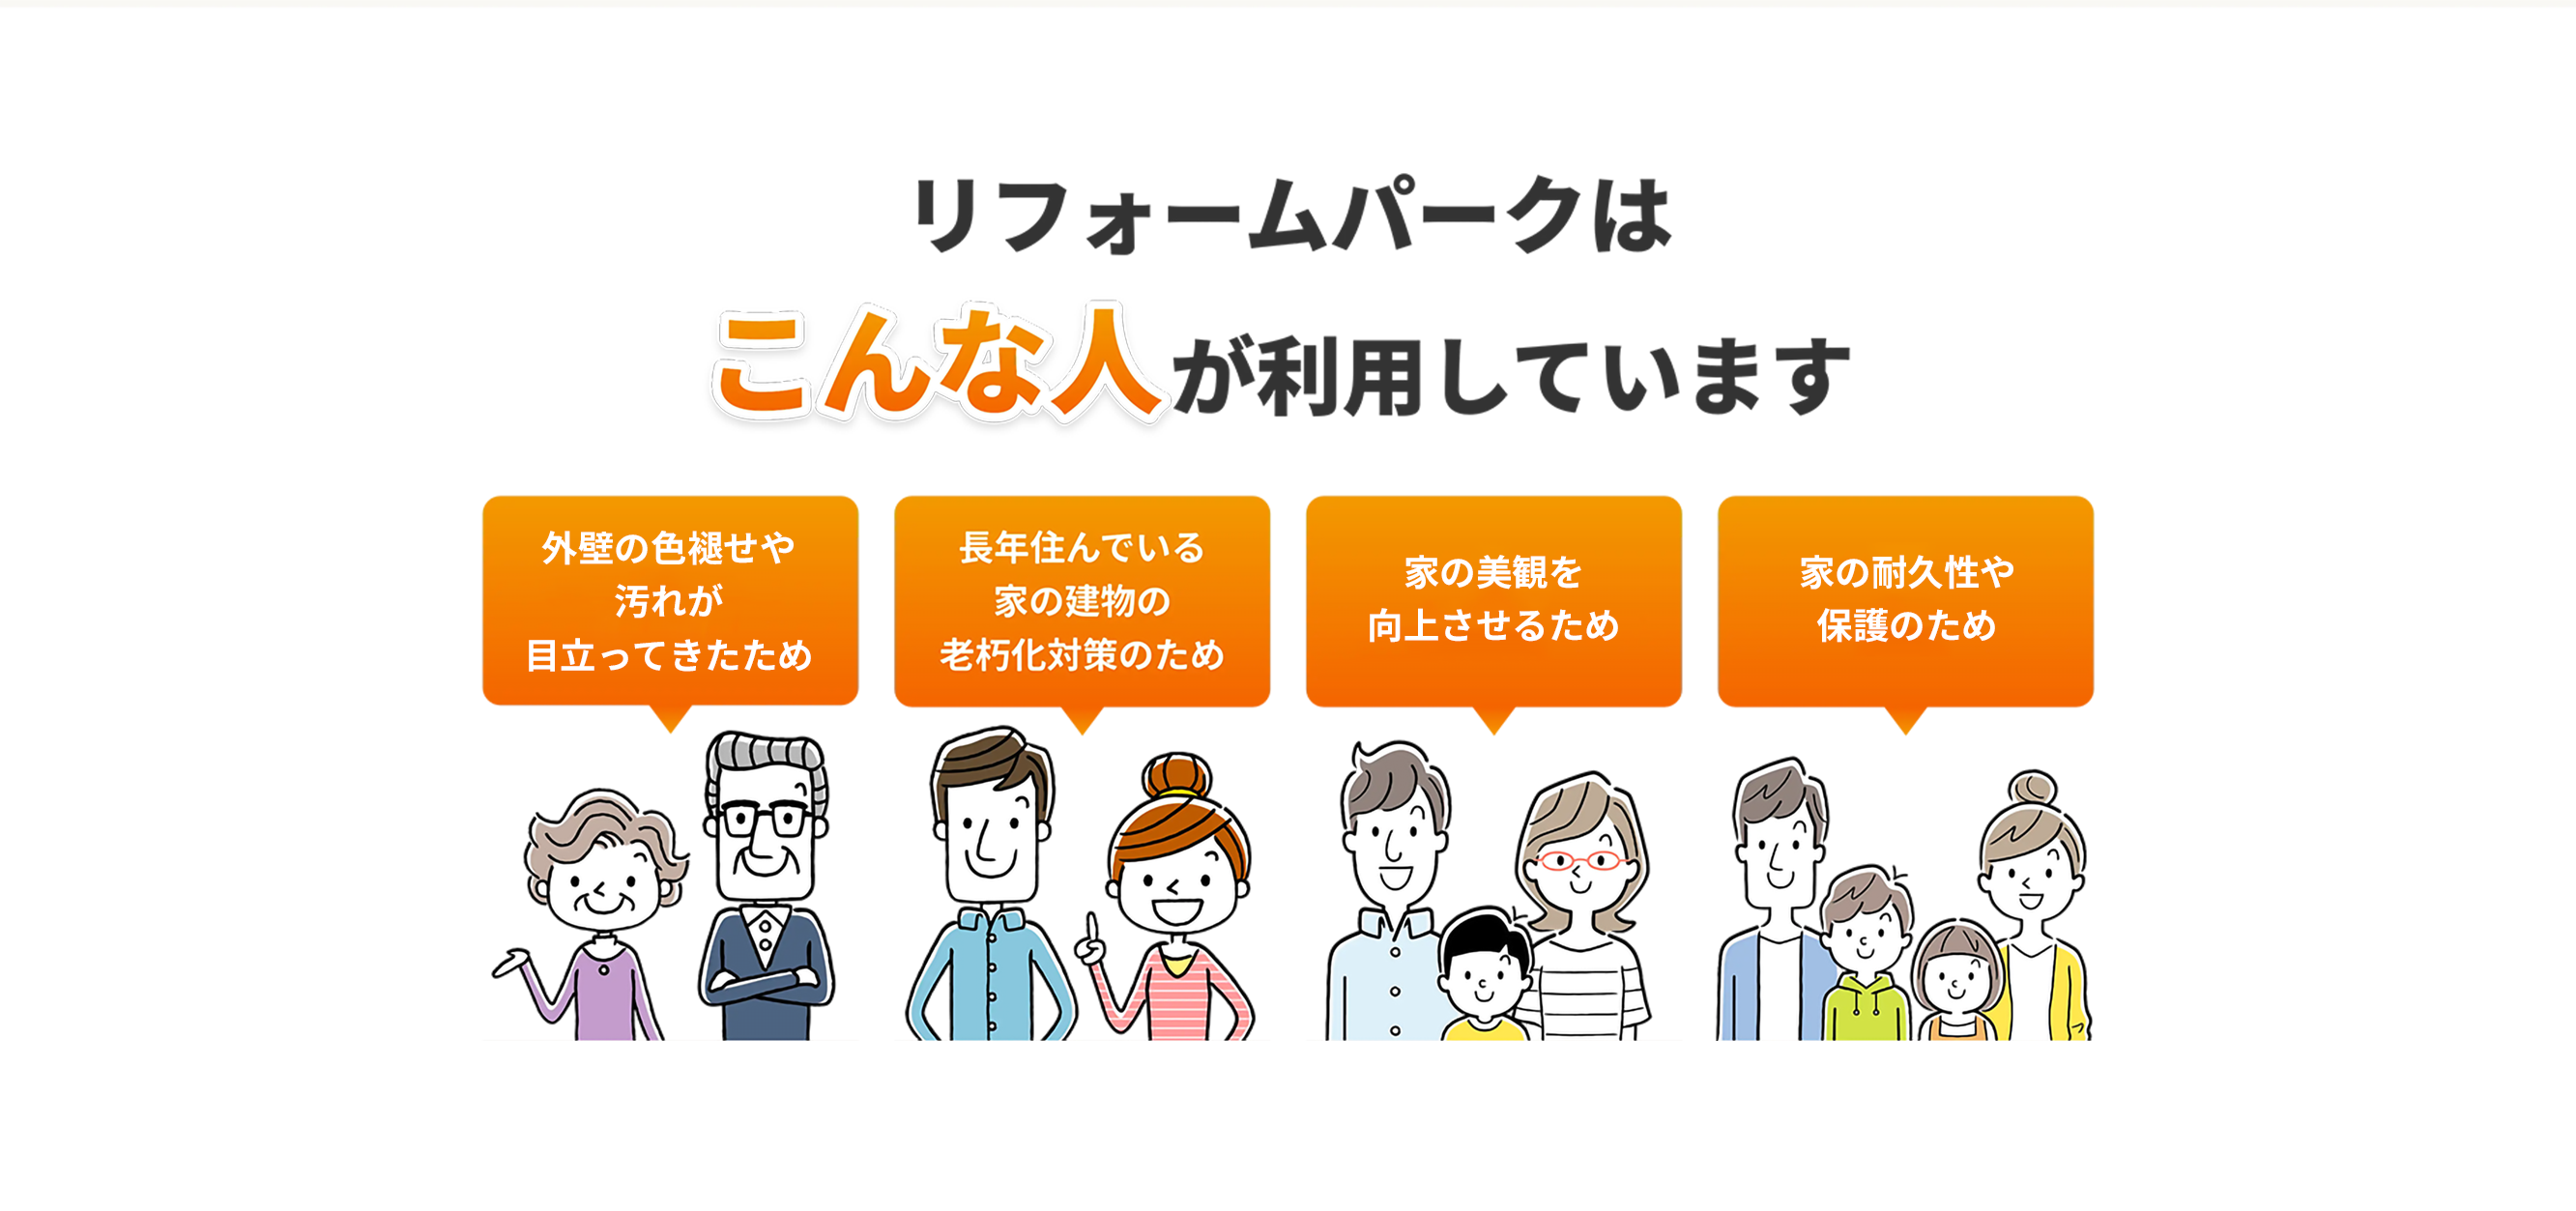 リフォームパークは
こんな人が利用しています
外壁の色褪せや
汚れが
目立ってきたため
長年住んでいる
家の建物の
老朽化対策のため
家の美観を
向上させるため
家の耐久性や
保護のため